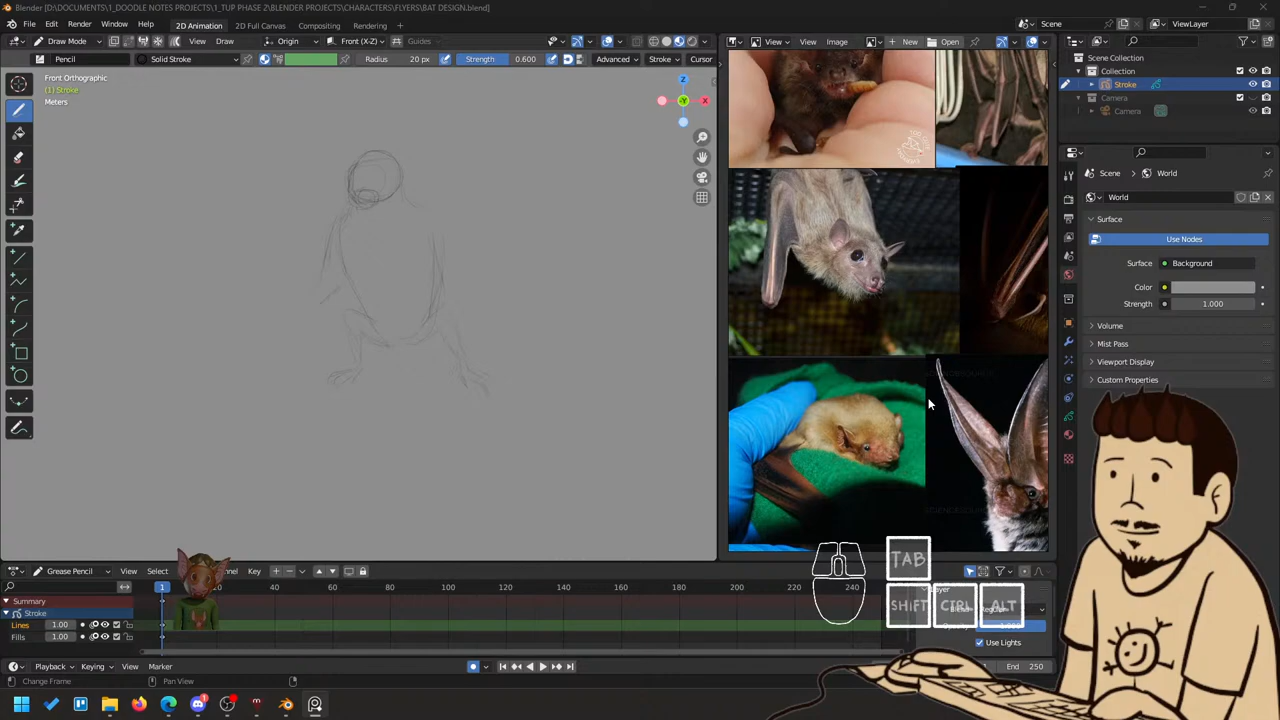 Blender [D:\DOCUMENTS\1_DOODLE NOTES PROJECTS\1_TUP PHASE 2\BLENDER PROJECTS\CHARACTERS\FLYERS\BAT DESIGN.blend]
File Edit Render Window Help 2D Animation 2D Full Canvas Compositing Rendering Scene ViewLayer
Draw Mode View Draw Origin Front (X-Z) Guides View View Image New Open
Pencil Solid Stroke Radius 20 px Strength 0.600 Advanced Stroke Cursor
Scene Collection
Collection
Stroke
Camera
Camera
Front Orthographic
(1) Stroke
Meters
Z
-Y
X
Scene World
World
Surface
Use Nodes
Surface Background
Color
Strength 1.000
Volume
Mist Pass
Viewport Display
Custom Properties
TAB
SHIFT CTRL ALT
Grease Pencil View Select Key
1 20 40 60 80 100 120 140 160 180 200 220 240
Summary
Stroke
Lines 1.00
Fills 1.00
Use Lights
Playback Keying View Marker
End 250
Change Frame Pan View